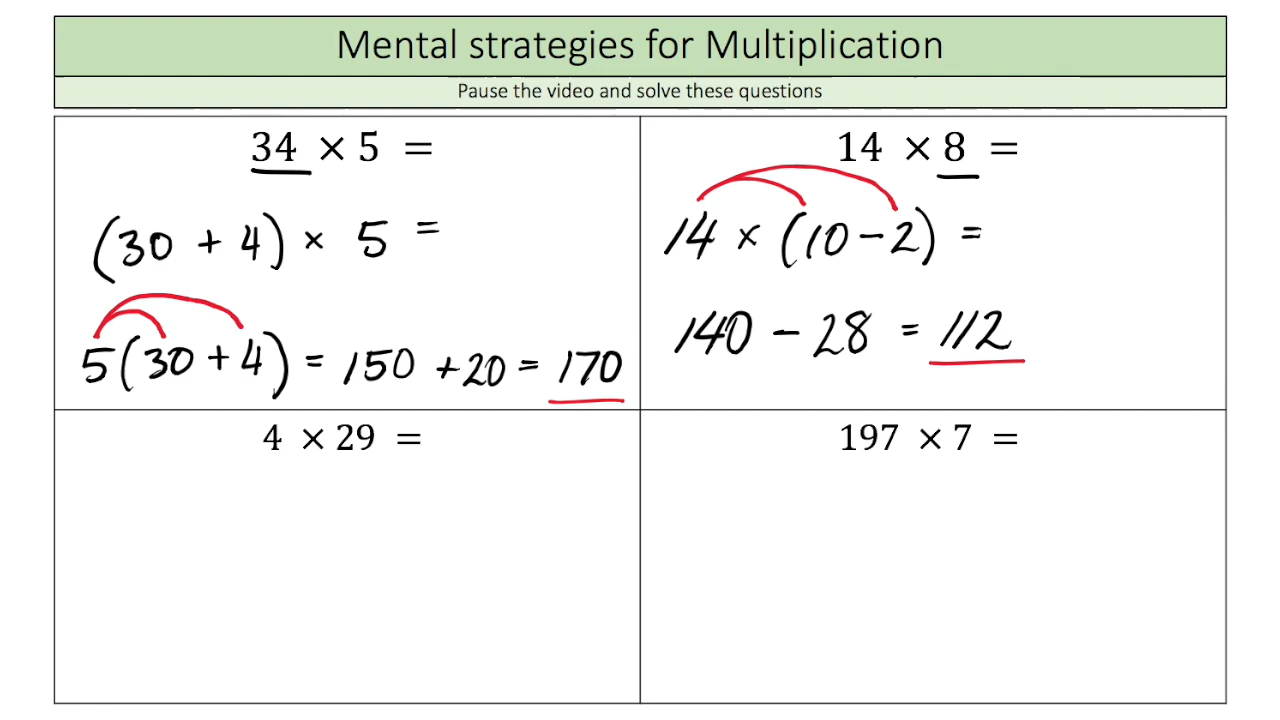 Mental strategies for Multiplication
Pause the video and solve these questions
34 × 5 =
(30 + 4) × 5 =
5(30 + 4) = 150 + 20 = 170
14 × 8 =
14 × (10 − 2) =
140 − 28 = 112
4 × 29 =
197 × 7 =